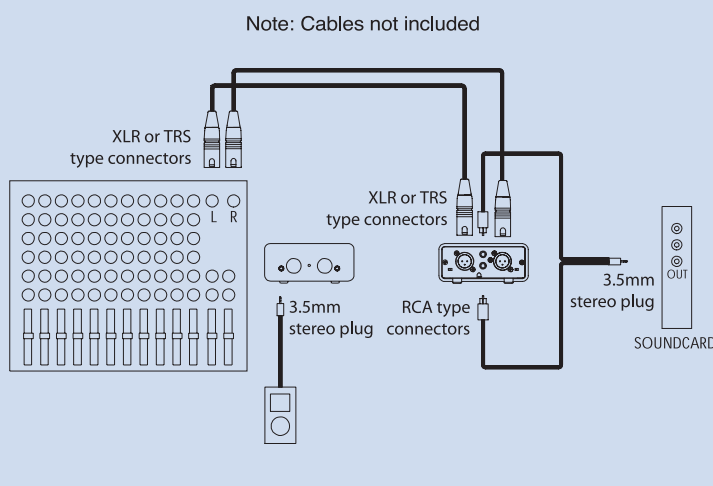 Note: Cables not included
XLR or TRS
type connectors
L R
XLR or TRS
type connectors
3.5mm
stereo plug
RCA type
connectors
3.5mm
stereo plug
OUT
SOUNDCARD